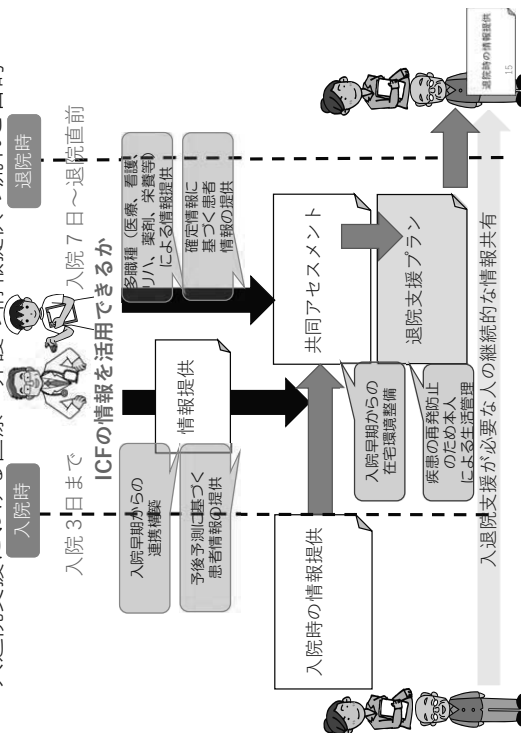 入院時
退院時
入院３日まで
入院７日～退院直前
ICFの情報を活用できるか
入院早期からの
連携構築
予後予測に基づく
患者情報の提供
情報提供
多職種（医療、看護、
リハ、薬剤、栄養等）
による情報提供
確定情報に
基づく患者
情報の提供
入院時の情報提供
共同アセスメント
入院早期からの
在宅環境整備
疾患の再発防止
のため本人
による生活管理
退院支援プラン
退院時の情報提供
入退院支援が必要な人の継続的な情報共有
15